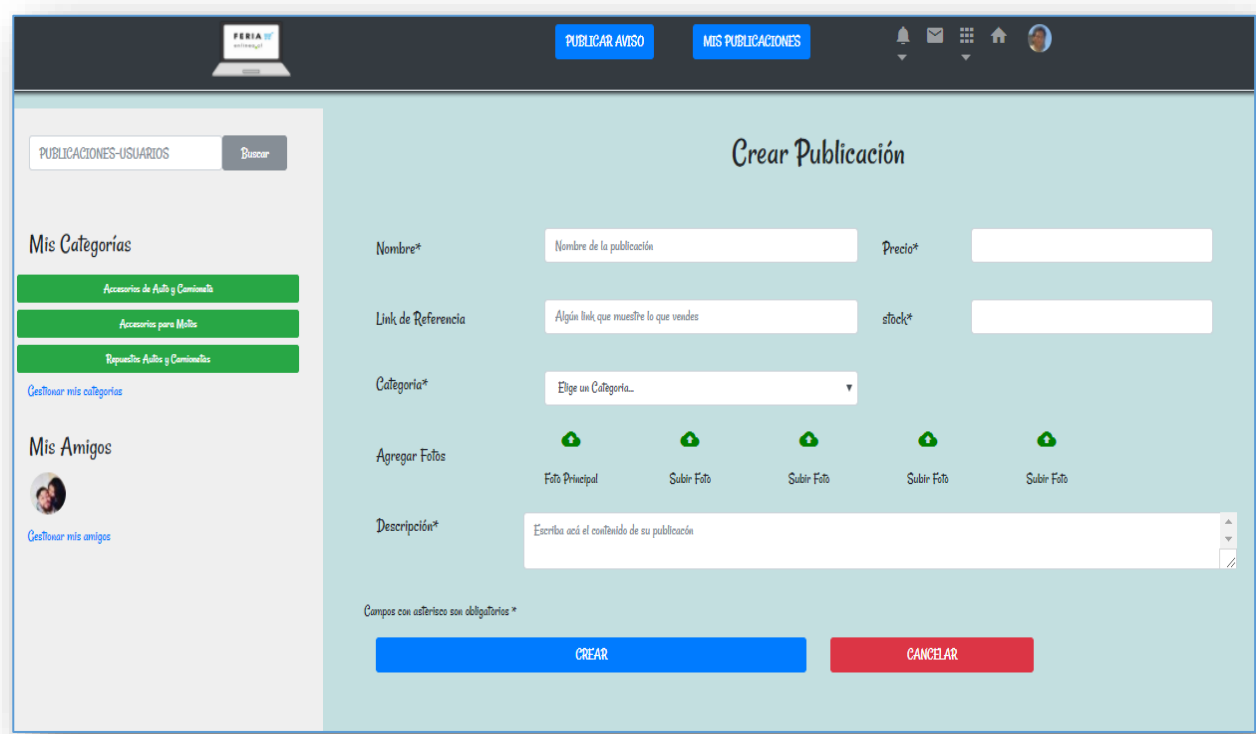 FERIA
PUBLICAR AVISO
MIS PUBLICACIONES
PUBLICACIONES-USUARIOS
Buscar
Crear Publicación
Mis Categorías
Nombre*
Nombre de la publicación
Precio*
Accesorios de Auto y Camioneta
Accesorios para Motos
Link de Referencia
Algún link que muestre lo que vendes
stock*
Repuestos Autos y Camionetas
Gestionar mis categorías
Categoria*
Elige un Categoría...
Mis Amigos
Agregar Fotos
Foto Principal
Subir Foto
Subir Foto
Subir Foto
Subir Foto
Gestionar mis amigos
Descripción*
Escriba acá el contenido de su publicacón
Campos con asterisco son obligatorios *
CREAR
CANCELAR